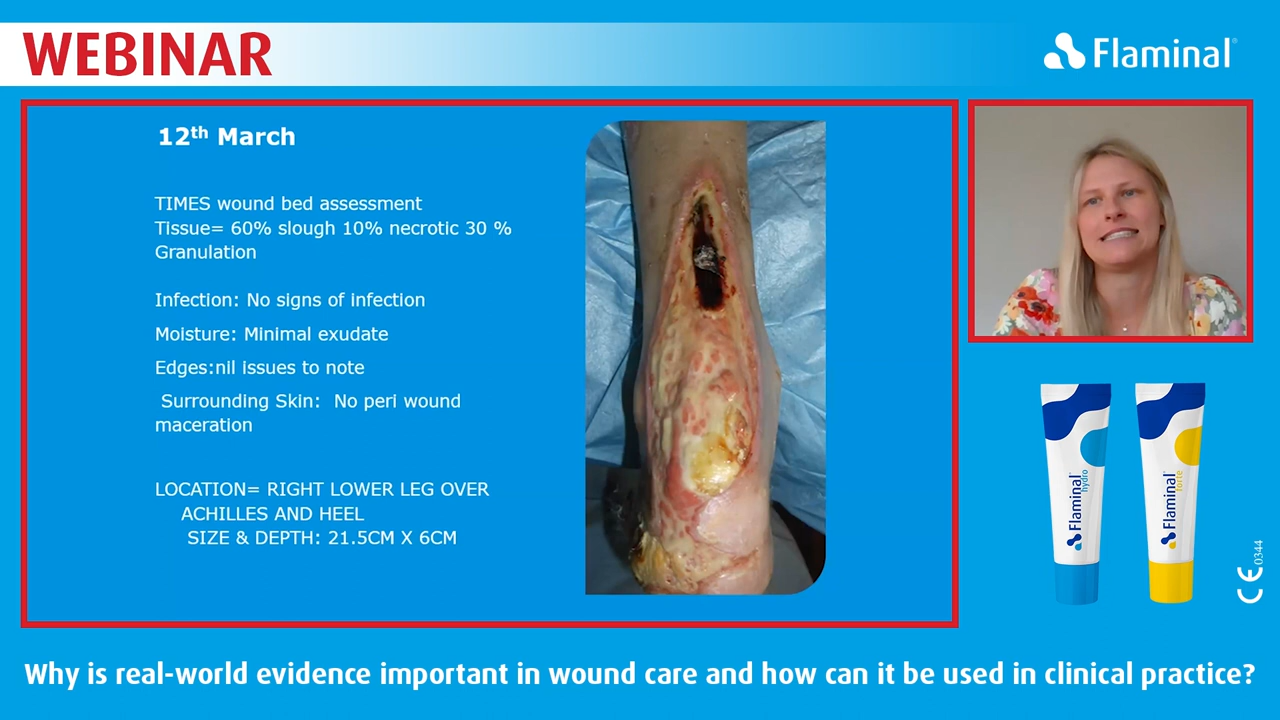 WEBINAR
Flaminal®
12th March
TIMES wound bed assessment
Tissue= 60% slough 10% necrotic 30 %
Granulation
Infection: No signs of infection
Moisture: Minimal exudate
Edges:nil issues to note
Surrounding Skin: No peri wound
maceration
LOCATION= RIGHT LOWER LEG OVER
ACHILLES AND HEEL
SIZE & DEPTH: 21.5CM X 6CM
Flaminal® hydro
Flaminal® forte
CE 0344
Why is real-world evidence important in wound care and how can it be used in clinical practice?